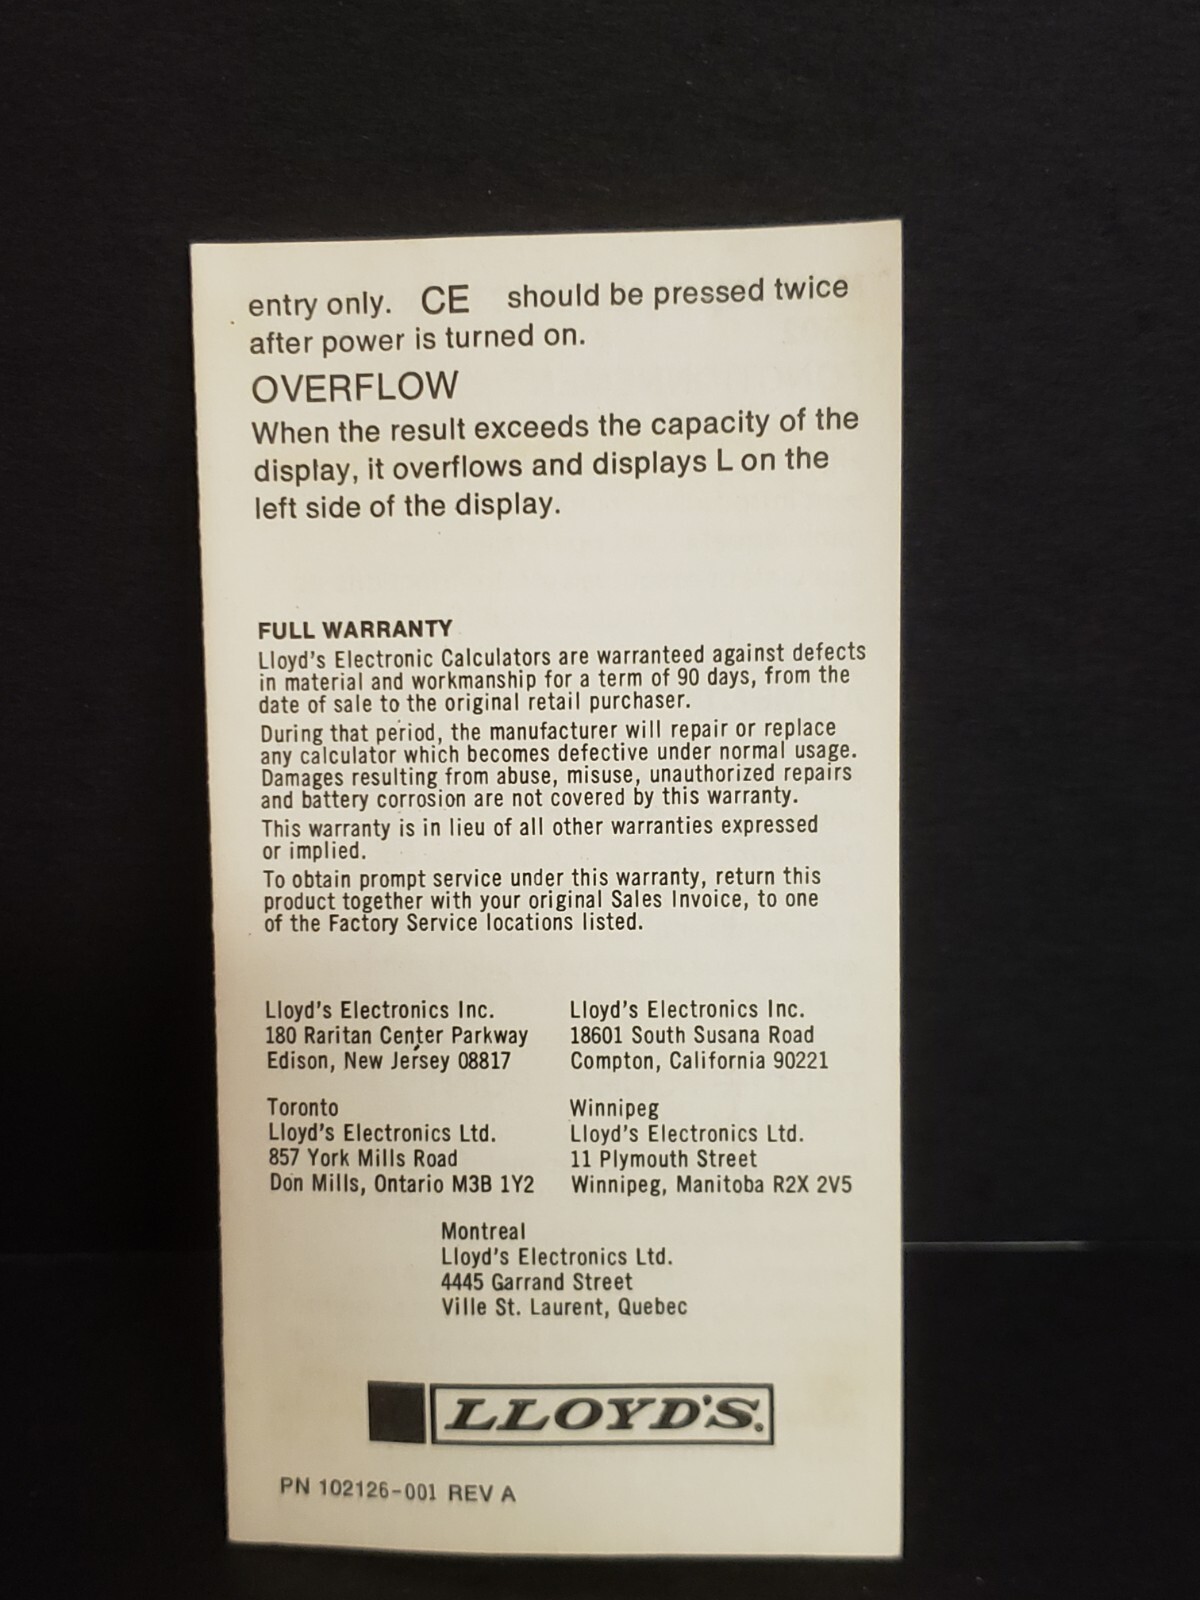 entry only. CE should be pressed twice
after power is turned on.
OVERFLOW
When the result exceeds the capacity of the
display, it overflows and displays L on the
left side of the display.
FULL WARRANTY
Lloyd's Electronic Calculators are warranteed against defects
in material and workmanship for a term of 90 days, from the
date of sale to the original retail purchaser.
During that period, the manufacturer will repair or replace
any calculator which becomes defective under normal usage.
Damages resulting from abuse, misuse, unauthorized repairs
and battery corrosion are not covered by this warranty.
This warranty is in lieu of all other warranties expressed
or implied.
To obtain prompt service under this warranty, return this
product together with your original Sales Invoice, to one
of the Factory Service locations listed.
Lloyd's Electronics Inc.
180 Raritan Center Parkway
Edison, New Jersey 08817
Lloyd's Electronics Inc.
18601 South Susana Road
Compton, California 90221
Toronto
Lloyd's Electronics Ltd.
857 York Mills Road
Don Mills, Ontario M3B 1Y2
Winnipeg
Lloyd's Electronics Ltd.
11 Plymouth Street
Winnipeg, Manitoba R2X 2V5
Montreal
Lloyd's Electronics Ltd.
4445 Garrand Street
Ville St. Laurent, Quebec
LLOYD'S®
PN 102126-001 REV A